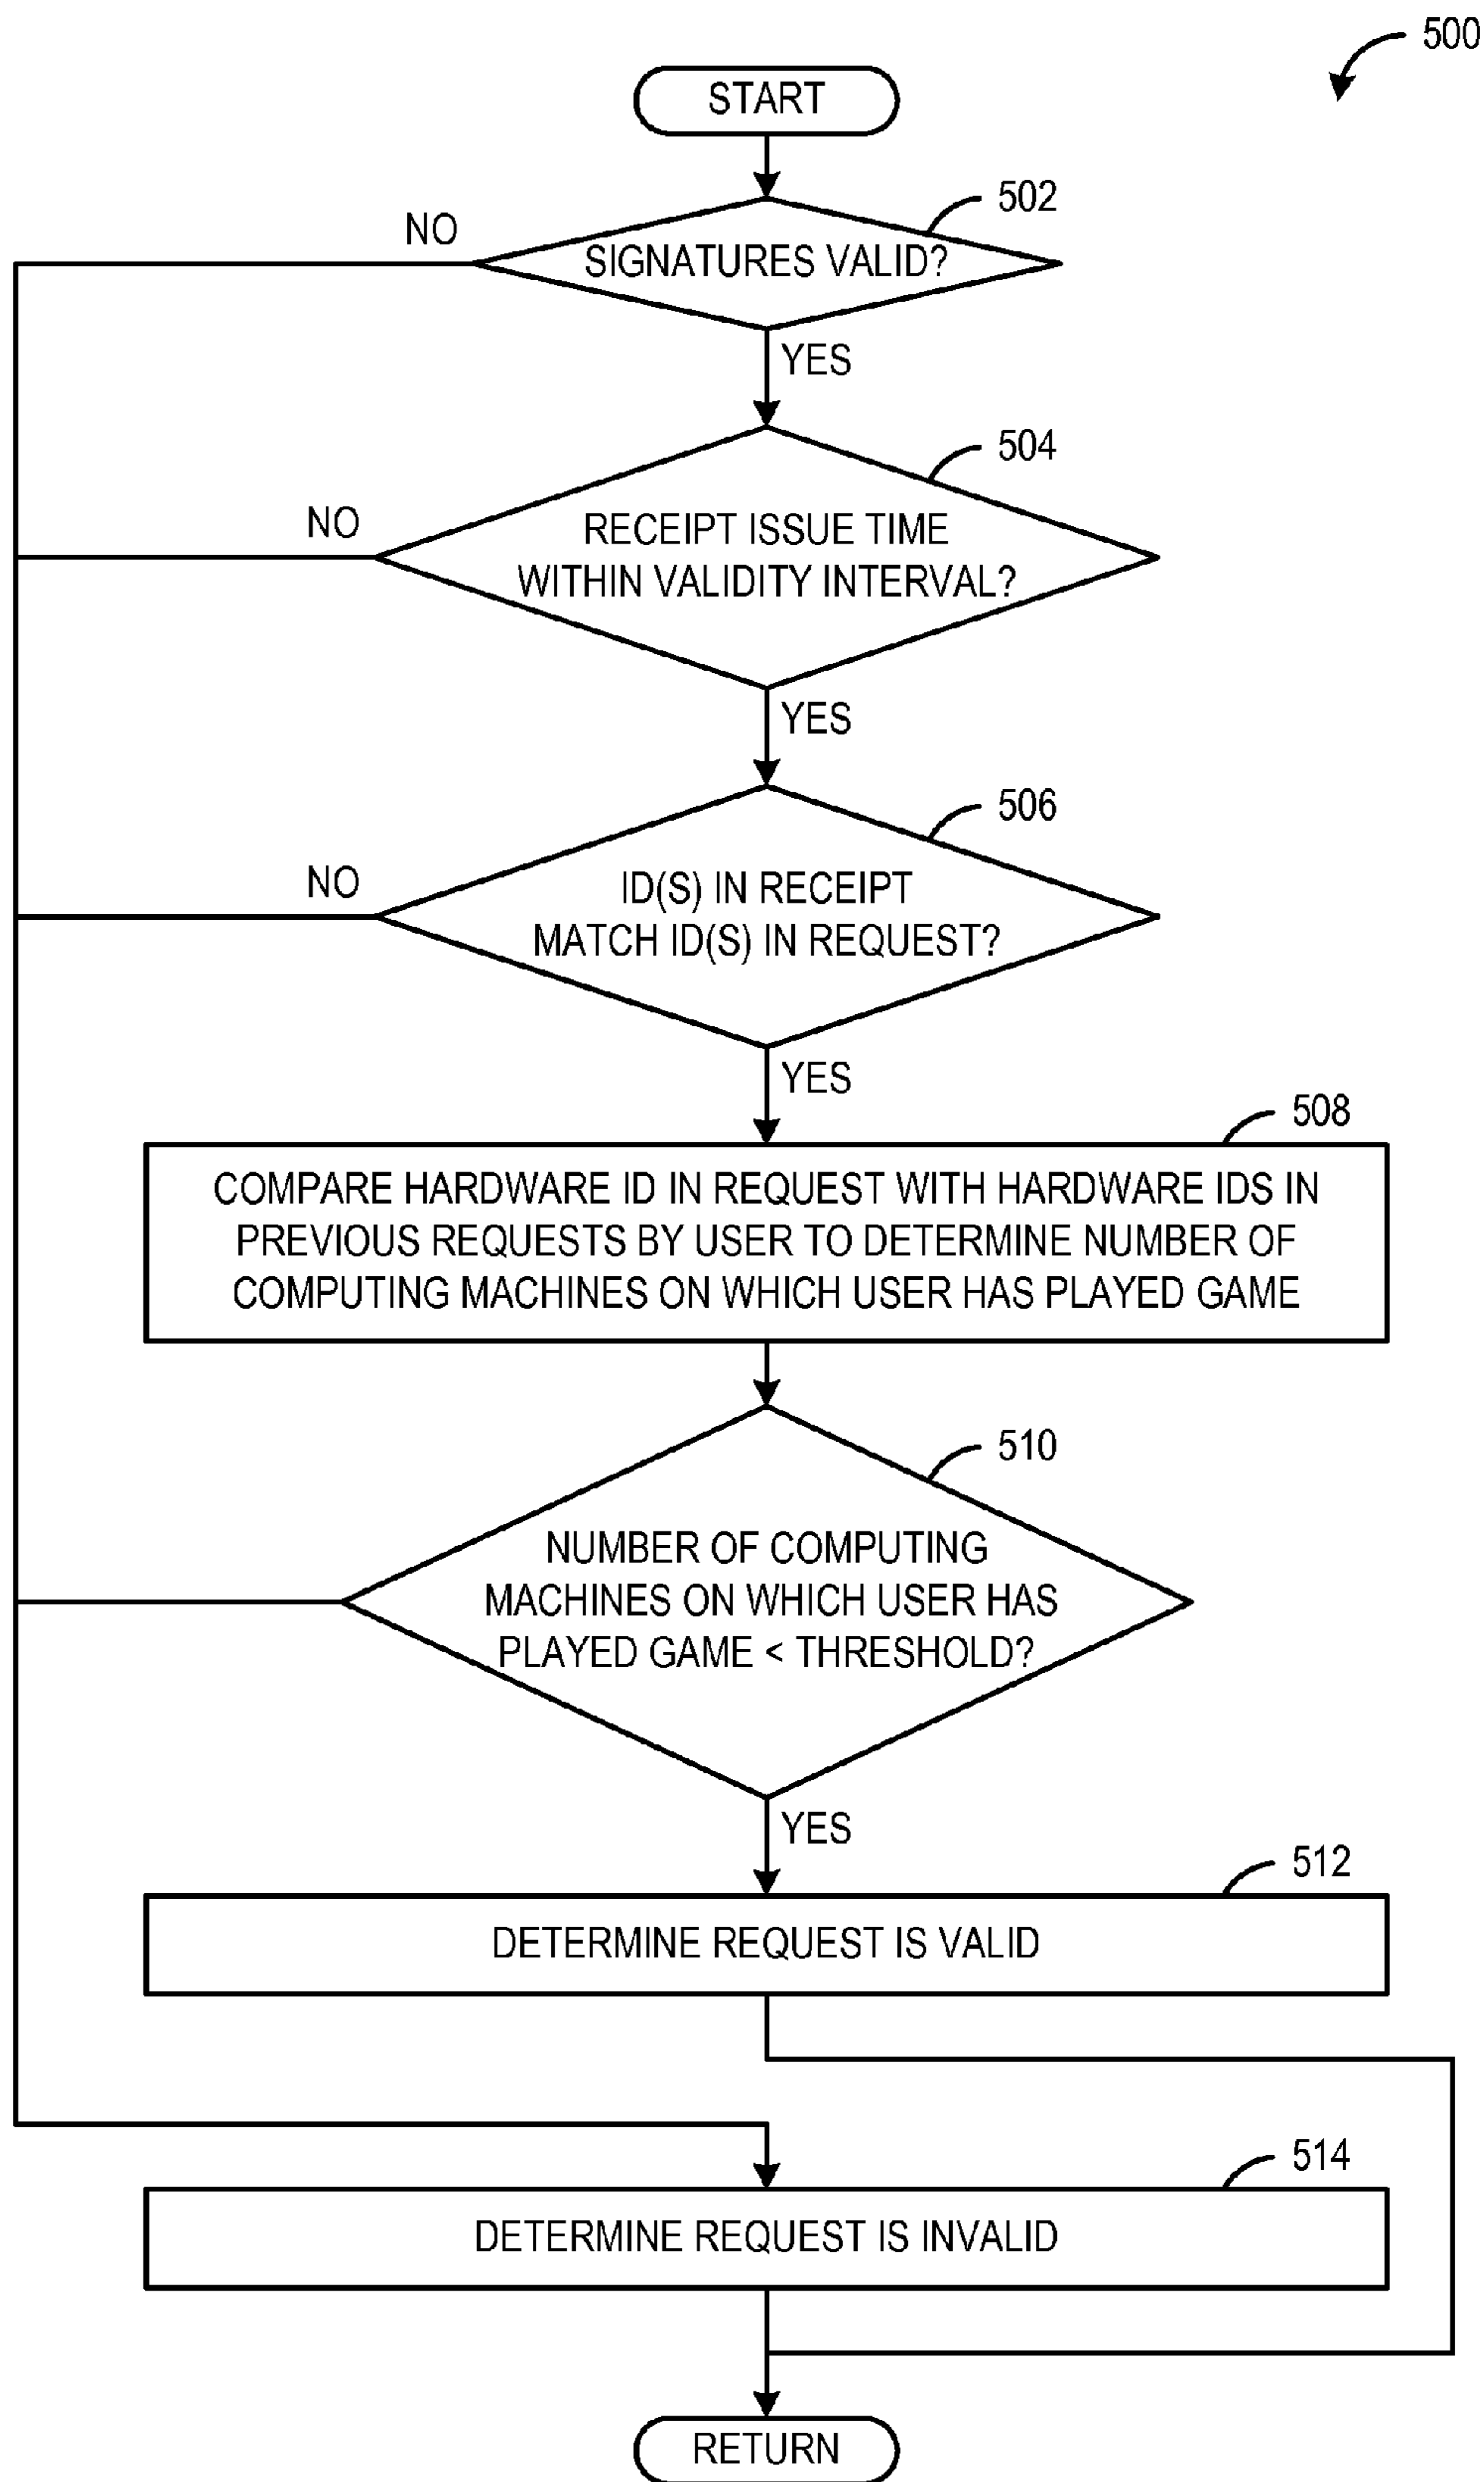 500
START
502
NO
SIGNATURES VALID?
YES
504
NO
RECEIPT ISSUE TIME
WITHIN VALIDITY INTERVAL?
YES
506
NO
ID(S) IN RECEIPT
MATCH ID(S) IN REQUEST?
YES
508
COMPARE HARDWARE ID IN REQUEST WITH HARDWARE IDS IN
PREVIOUS REQUESTS BY USER TO DETERMINE NUMBER OF
COMPUTING MACHINES ON WHICH USER HAS PLAYED GAME
510
NUMBER OF COMPUTING
MACHINES ON WHICH USER HAS
PLAYED GAME < THRESHOLD?
YES
512
DETERMINE REQUEST IS VALID
514
DETERMINE REQUEST IS INVALID
RETURN